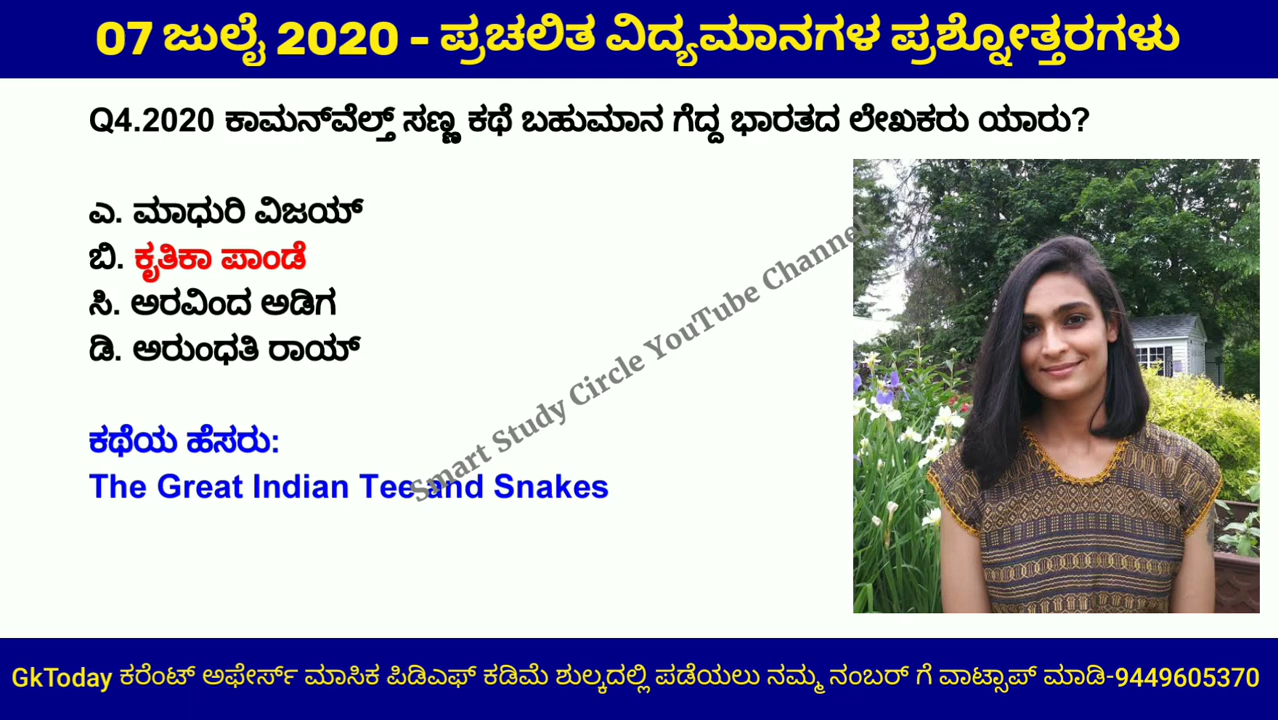 07 ಜುಲೈ 2020 - ಪ್ರಚಲಿತ ವಿದ್ಯಮಾನಗಳ ಪ್ರಶ್ನೋತ್ತರಗಳು
Q4.2020 ಕಾಮನ್‌ವೆಲ್ತ್ ಸಣ್ಣ ಕಥೆ ಬಹುಮಾನ ಗೆದ್ದ ಭಾರತದ ಲೇಖಕರು ಯಾರು?
ಎ. ಮಾಧುರಿ ವಿಜಯ್
ಬಿ. ಕೃತಿಕಾ ಪಾಂಡೆ
ಸಿ. ಅರವಿಂದ ಅಡಿಗ
ಡಿ. ಅರುಂಧತಿ ರಾಯ್
ಕಥೆಯ ಹೆಸರು:
The Great Indian Tee and Snakes
Smart Study Circle YouTube Channel
GkToday ಕರೆಂಟ್ ಅಫೇರ್ಸ್ ಮಾಸಿಕ ಪಿಡಿಎಫ್ ಕಡಿಮೆ ಶುಲ್ಕದಲ್ಲಿ ಪಡೆಯಲು ನಮ್ಮ ನಂಬರ್ ಗೆ ವಾಟ್ಸಾಪ್ ಮಾಡಿ-9449605370